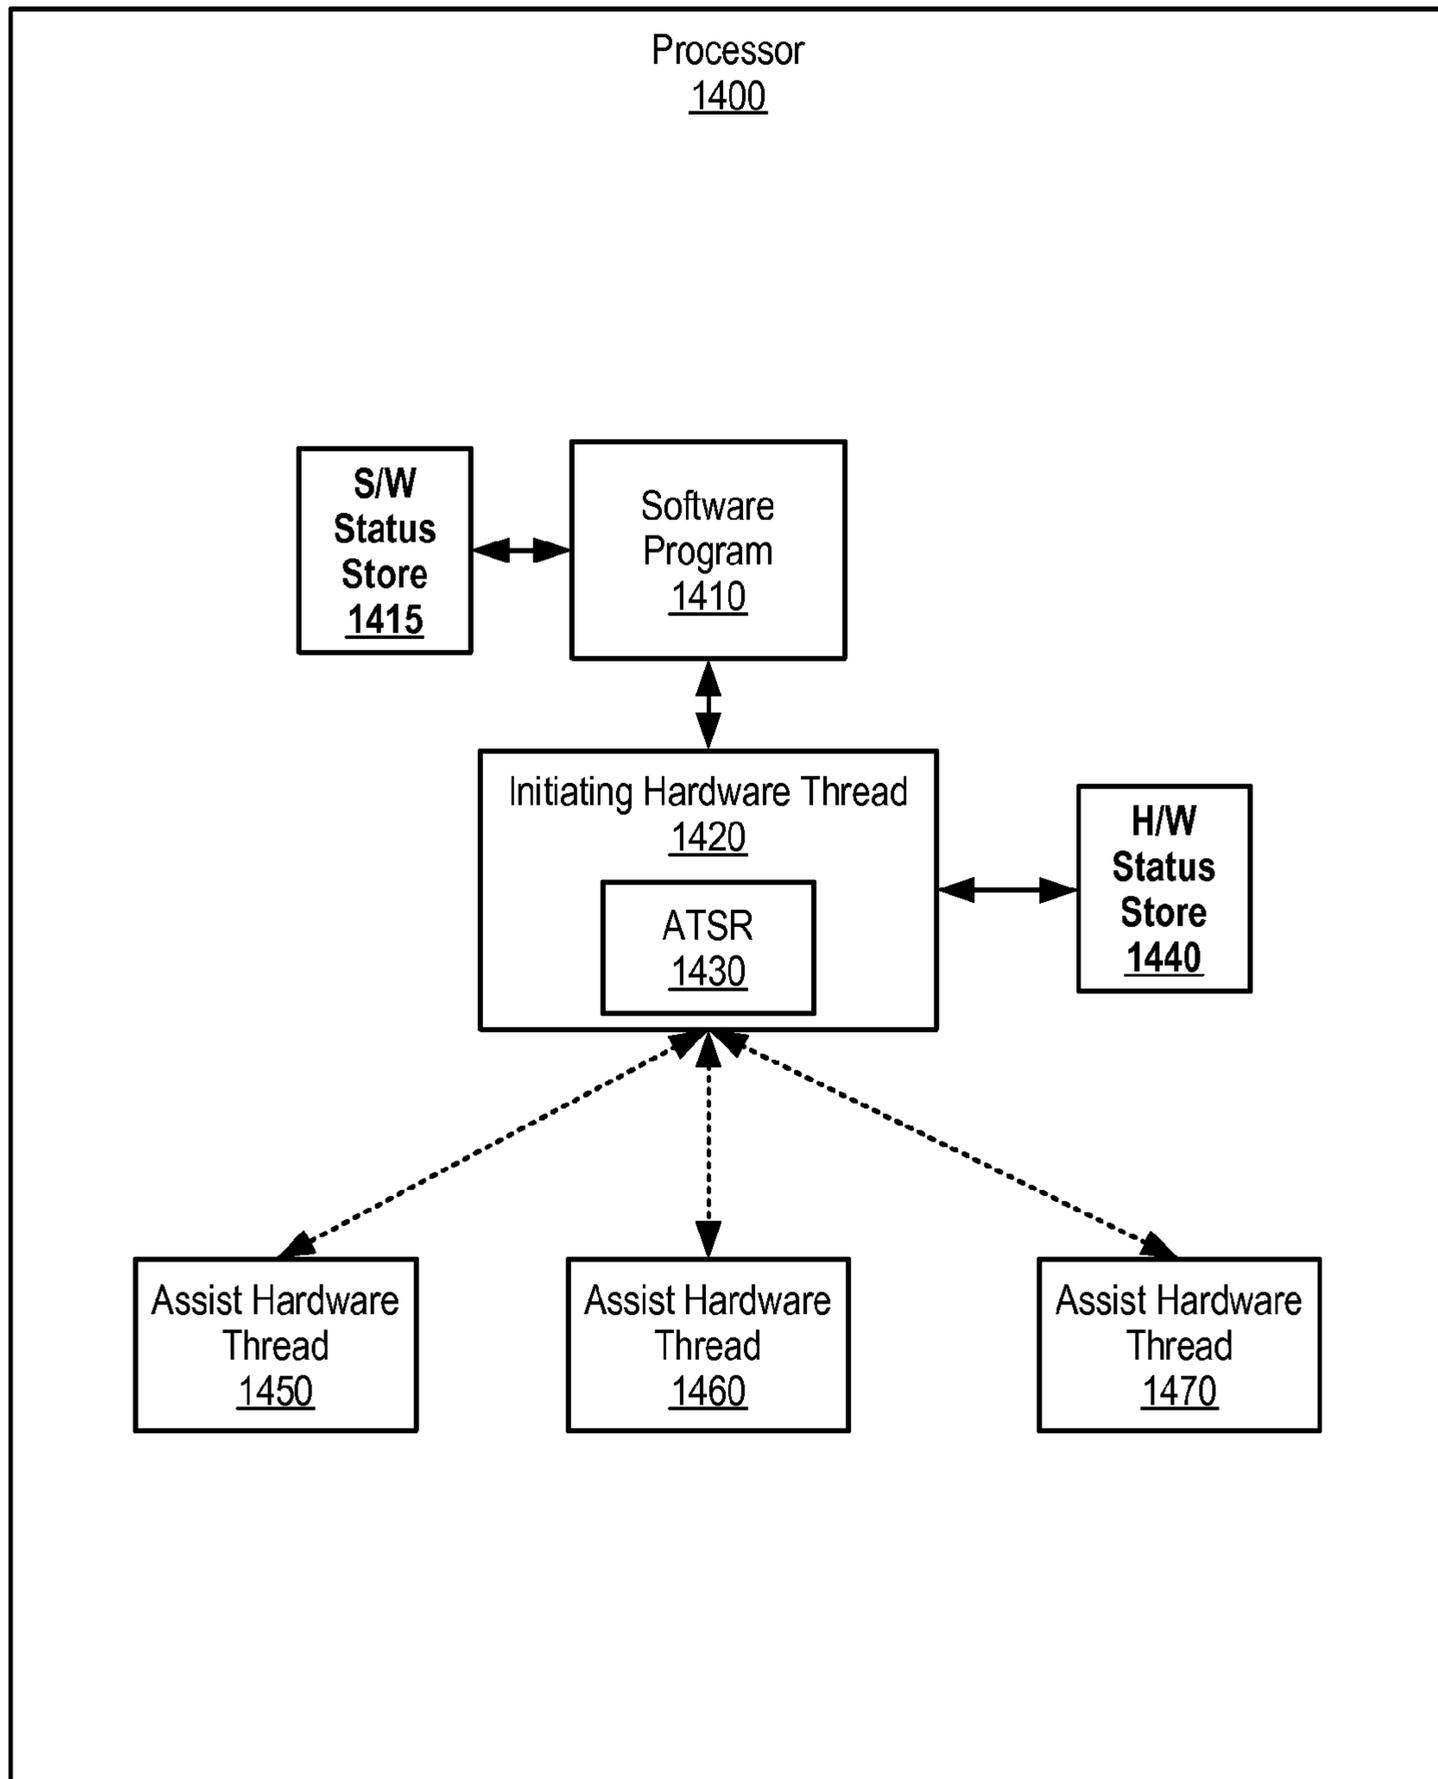 Processor
1400
S/W
Status
Store
1415
Software
Program
1410
Initiating Hardware Thread
1420
ATSR
1430
H/W
Status
Store
1440
Assist Hardware
Thread
1450
Assist Hardware
Thread
1460
Assist Hardware
Thread
1470